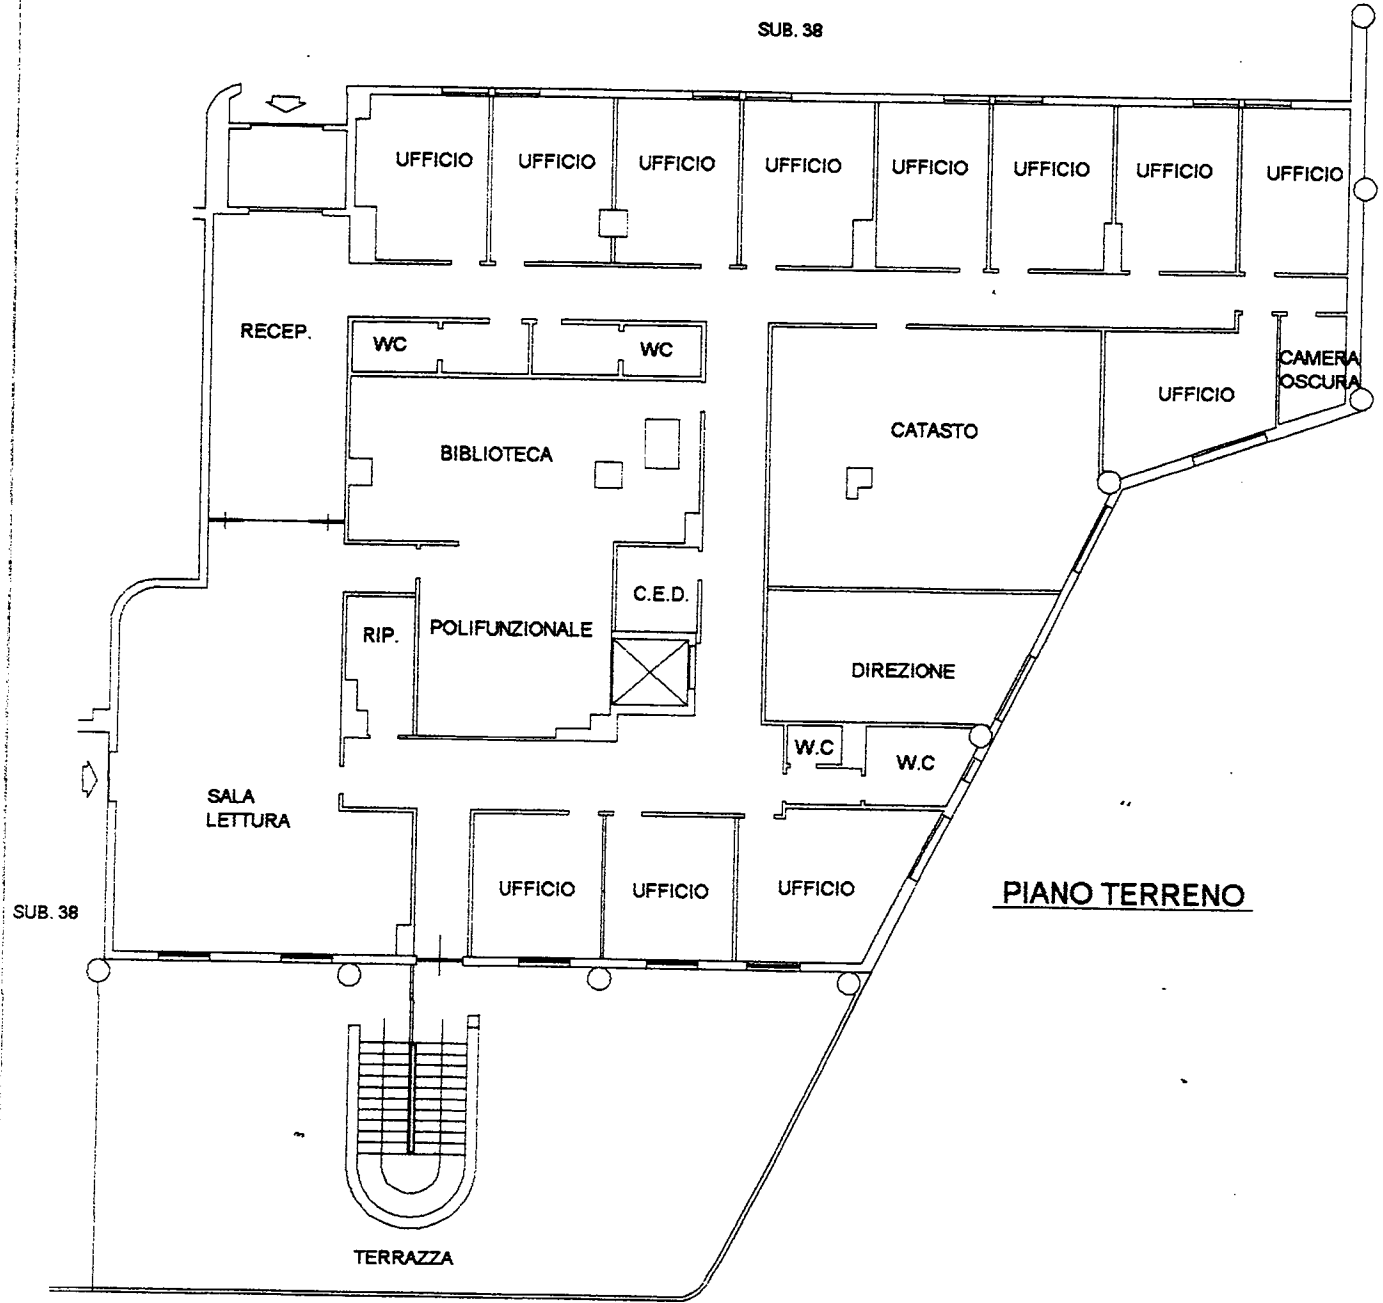 SUB. 38
UFFICIO
UFFICIO
UFFICIO
UFFICIO
UFFICIO
UFFICIO
UFFICIO
UFFICIO
RECEP.
WC
WC
CAMERA
OSCURA
UFFICIO
CATASTO
BIBLIOTECA
C.E.D.
RIP.
POLIFUNZIONALE
DIREZIONE
W.C
W.C
SALA
LETTURA
UFFICIO
UFFICIO
UFFICIO
PIANO TERRENO
SUB. 38
TERRAZZA